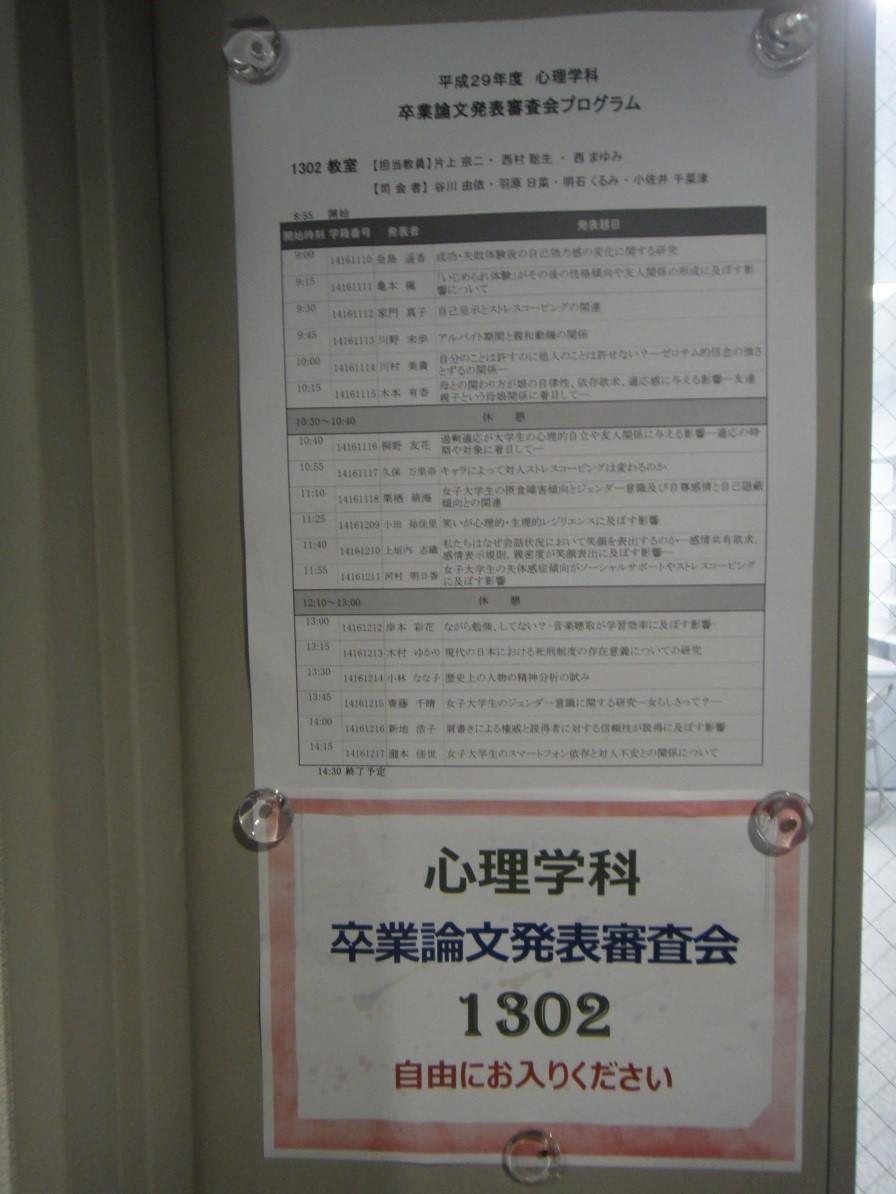 平成29年度 心理学科
卒業論文発表審査会プログラム
1302 教室 【担当教員】片上 宗二・ 西村 聡生 ・ 西 まゆみ
【司 会 者】 谷川 由依・羽原 日菜・明石 くるみ・小佐井 千菜津
8:55 開始
開始時刻 学籍番号 発表者 発表題目
9:00 14161110 金島 遥香 成功・失敗体験後の自己効力感の変化に関する研究
9:15 14161111 亀本 楓 「いじめられ体験」がその後の性格傾向や友人関係の形成に及ぼす影
響について
9:30 14161112 家門 真子 自己呈示とストレスコーピングの関連
9:45 14161113 川野 未歩 アルバイト期間と親和動機の関係
10:00 14161114 川村 美貴 自分のことは許すのに他人のことは許せない?―ゼロサム的信念の強さ
とずるの関係―
10:15 14161115 木本 有香 母との関わり方が娘の自律性、依存欲求、適応感に与える影響―友達
親子という母娘関係に着目して―
10:30～10:40 休 憩
10:40 14161116 桐野 友花 過剰適応が大学生の心理的自立や友人関係に与える影響―適応の時
期や対象に着目して―
10:55 14161117 久保 万里奈 キャラによって対人ストレスコーピングは変わるのか
11:10 14161118 栗栖 萌海 女子大学生の摂食障害傾向とジェンダー意識及び自尊感情と自己隠蔽
傾向との関連
11:25 14161209 小田 祐佳里 笑いが心理的・生理的レジリエンスに及ぼす影響
11:40 14161210 上垣内 志織 私たちはなぜ会話状況において笑顔を表出するのか―感情共有欲求、
感情表示規則、親密度が笑顔表出に及ぼす影響―
11:55 14161211 河村 明日香 女子大学生の失体感症傾向がソーシャルサポートやストレスコーピング
に及ぼす影響
12:10～13:00 休 憩
13:00 14161212 岸本 彩花 ながら勉強、してない?-音楽聴取が学習効率に及ぼす影響-
13:15 14161213 木村 ゆかり 現代の日本における死刑制度の存在意義についての研究
13:30 14161214 小林 なな子 歴史上の人物の精神分析の試み
13:45 14161215 齊藤 千晴 女子大学生のジェンダー意識に関する研究―女らしさって?―
14:00 14161216 新地 浩子 肩書きによる権威と説得者に対する信頼性が説得に及ぼす影響
14:15 14161217 瀧本 佳世 女子大学生のスマートフォン依存と対人不安との関係について
14:30 終了予定
心理学科
卒業論文発表審査会
1302
自由にお入りください